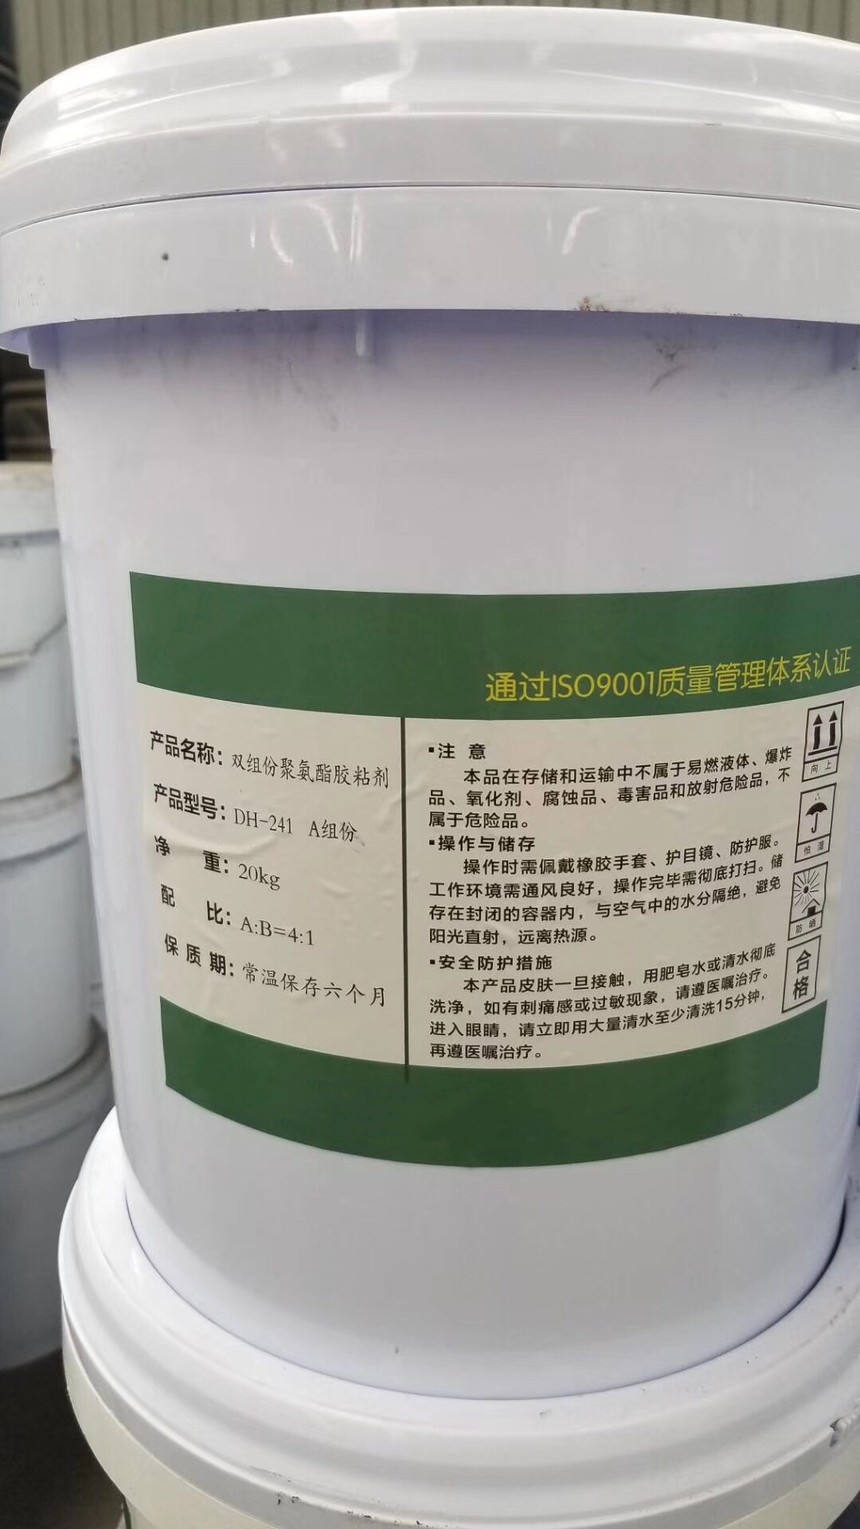 通过ISO9001质量管理体系认证
产品名称：双组份聚氨酯胶粘剂
产品型号：DH-241 A组份
净 重：20kg
配 比：A:B=4:1
保 质 期：常温保存六个月
▪注 意
本品在存储和运输中不属于易燃液体、爆炸
品、氧化剂、腐蚀品、毒害品和放射危险品，不
属于危险品。
▪操作与储存
操作时需佩戴橡胶手套、护目镜、防护服。
工作环境需通风良好，操作完毕需彻底打扫。储
存在封闭的容器内，与空气中的水分隔绝，避免
阳光直射，远离热源。
▪安全防护措施
本产品皮肤一旦接触，用肥皂水或清水彻底
洗净，如有刺痛感或过敏现象，请遵医嘱治疗。
进入眼睛，请立即用大量清水至少清洗15分钟，
再遵医嘱治疗。
向上
怕湿
防晒
合
格